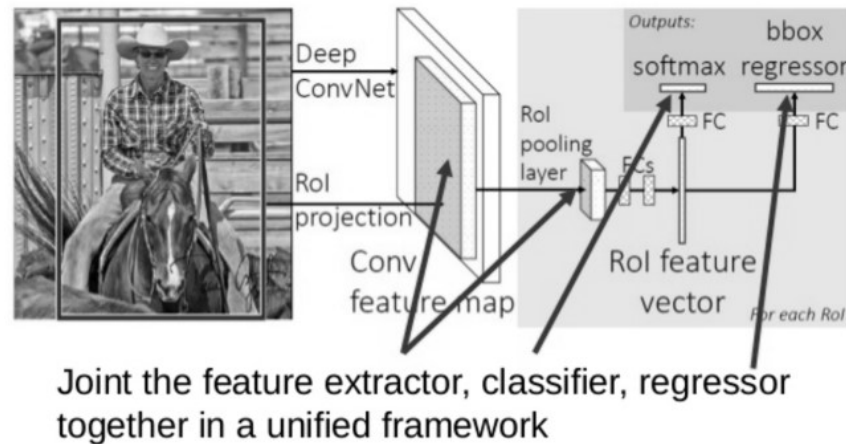 Outputs:
softmax
bbox
regressor
Deep
ConvNet
FC
FC
RoI
pooling
layer
FCs
RoI
projection
Conv
feature map
RoI feature
vector
For each RoI
Joint the feature extractor, classifier, regressor
together in a unified framework